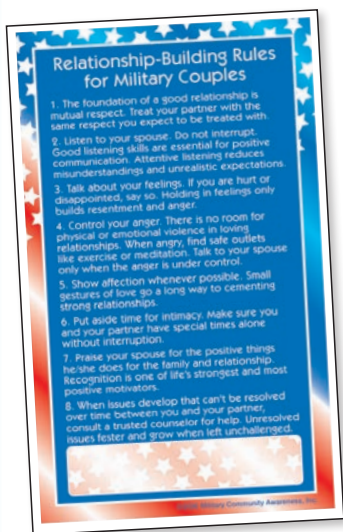 Relationship-Building Rules
for Military Couples
1. The foundation of a good relationship is
mutual respect. Treat your partner with the
same respect you expect to be treated with.
2. Listen to your spouse. Do not interrupt.
Good listening skills are essential for positive
communication. Attentive listening reduces
misunderstandings and unrealistic expectations.
3. Talk about your feelings. If you are hurt or
disappointed, say so. Holding in feelings only
builds resentment and anger.
4. Control your anger. There is no room for
physical or emotional violence in loving
relationships. When angry, find safe outlets
like exercise or meditation. Talk to your spouse
only when the anger is under control.
5. Show affection whenever possible. Small
gestures of love go a long way to cementing
strong relationships.
6. Put aside time for intimacy. Make sure you
and your partner have special times alone
without interruption.
7. Praise your spouse for the positive things
he/she does for the family and relationship.
Recognition is one of life's strongest and most
positive motivators.
8. When issues develop that can't be resolved
over time between you and your partner,
consult a trusted counselor for help. Unresolved
issues fester and grow when left unchallenged.
Military Community Awareness, Inc.